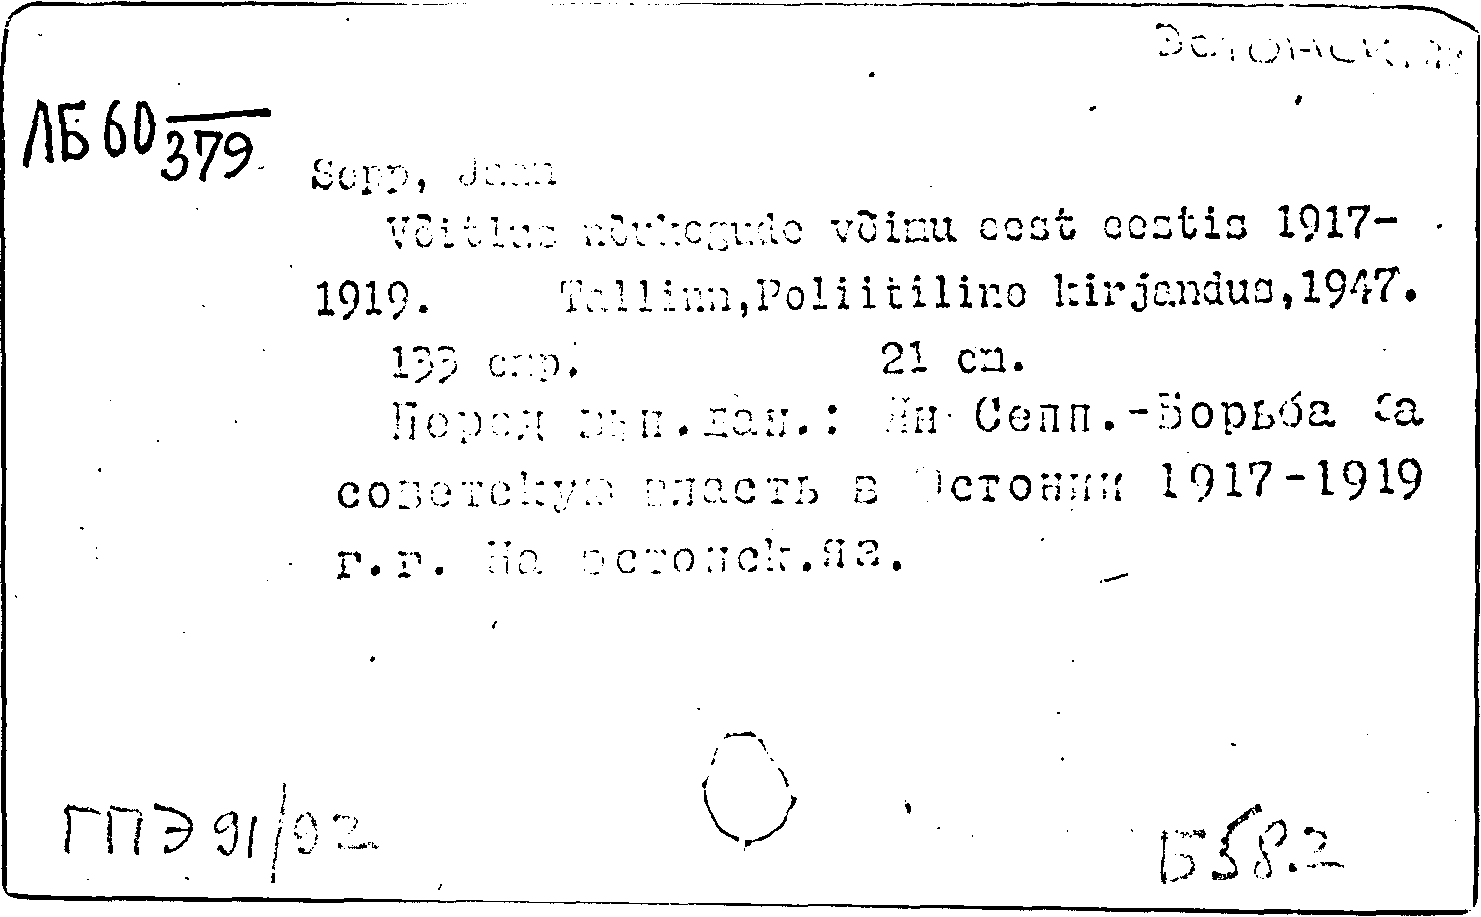 Эстонск. яз
ЛБ 60 379
Sepp, Jaan
Võitlus nõukogude võimu eest eestis 1917-
1919. Tallinn,Poliitiline kirjandus,1947.
133 стр. 21 см.
Перед вып.дан.: Ян Сепп.-Борьба за
советскую власть в Эстонии 1917-1919
г.г. На эстонск.яз.
ГПЭ 91/92
Б58.2